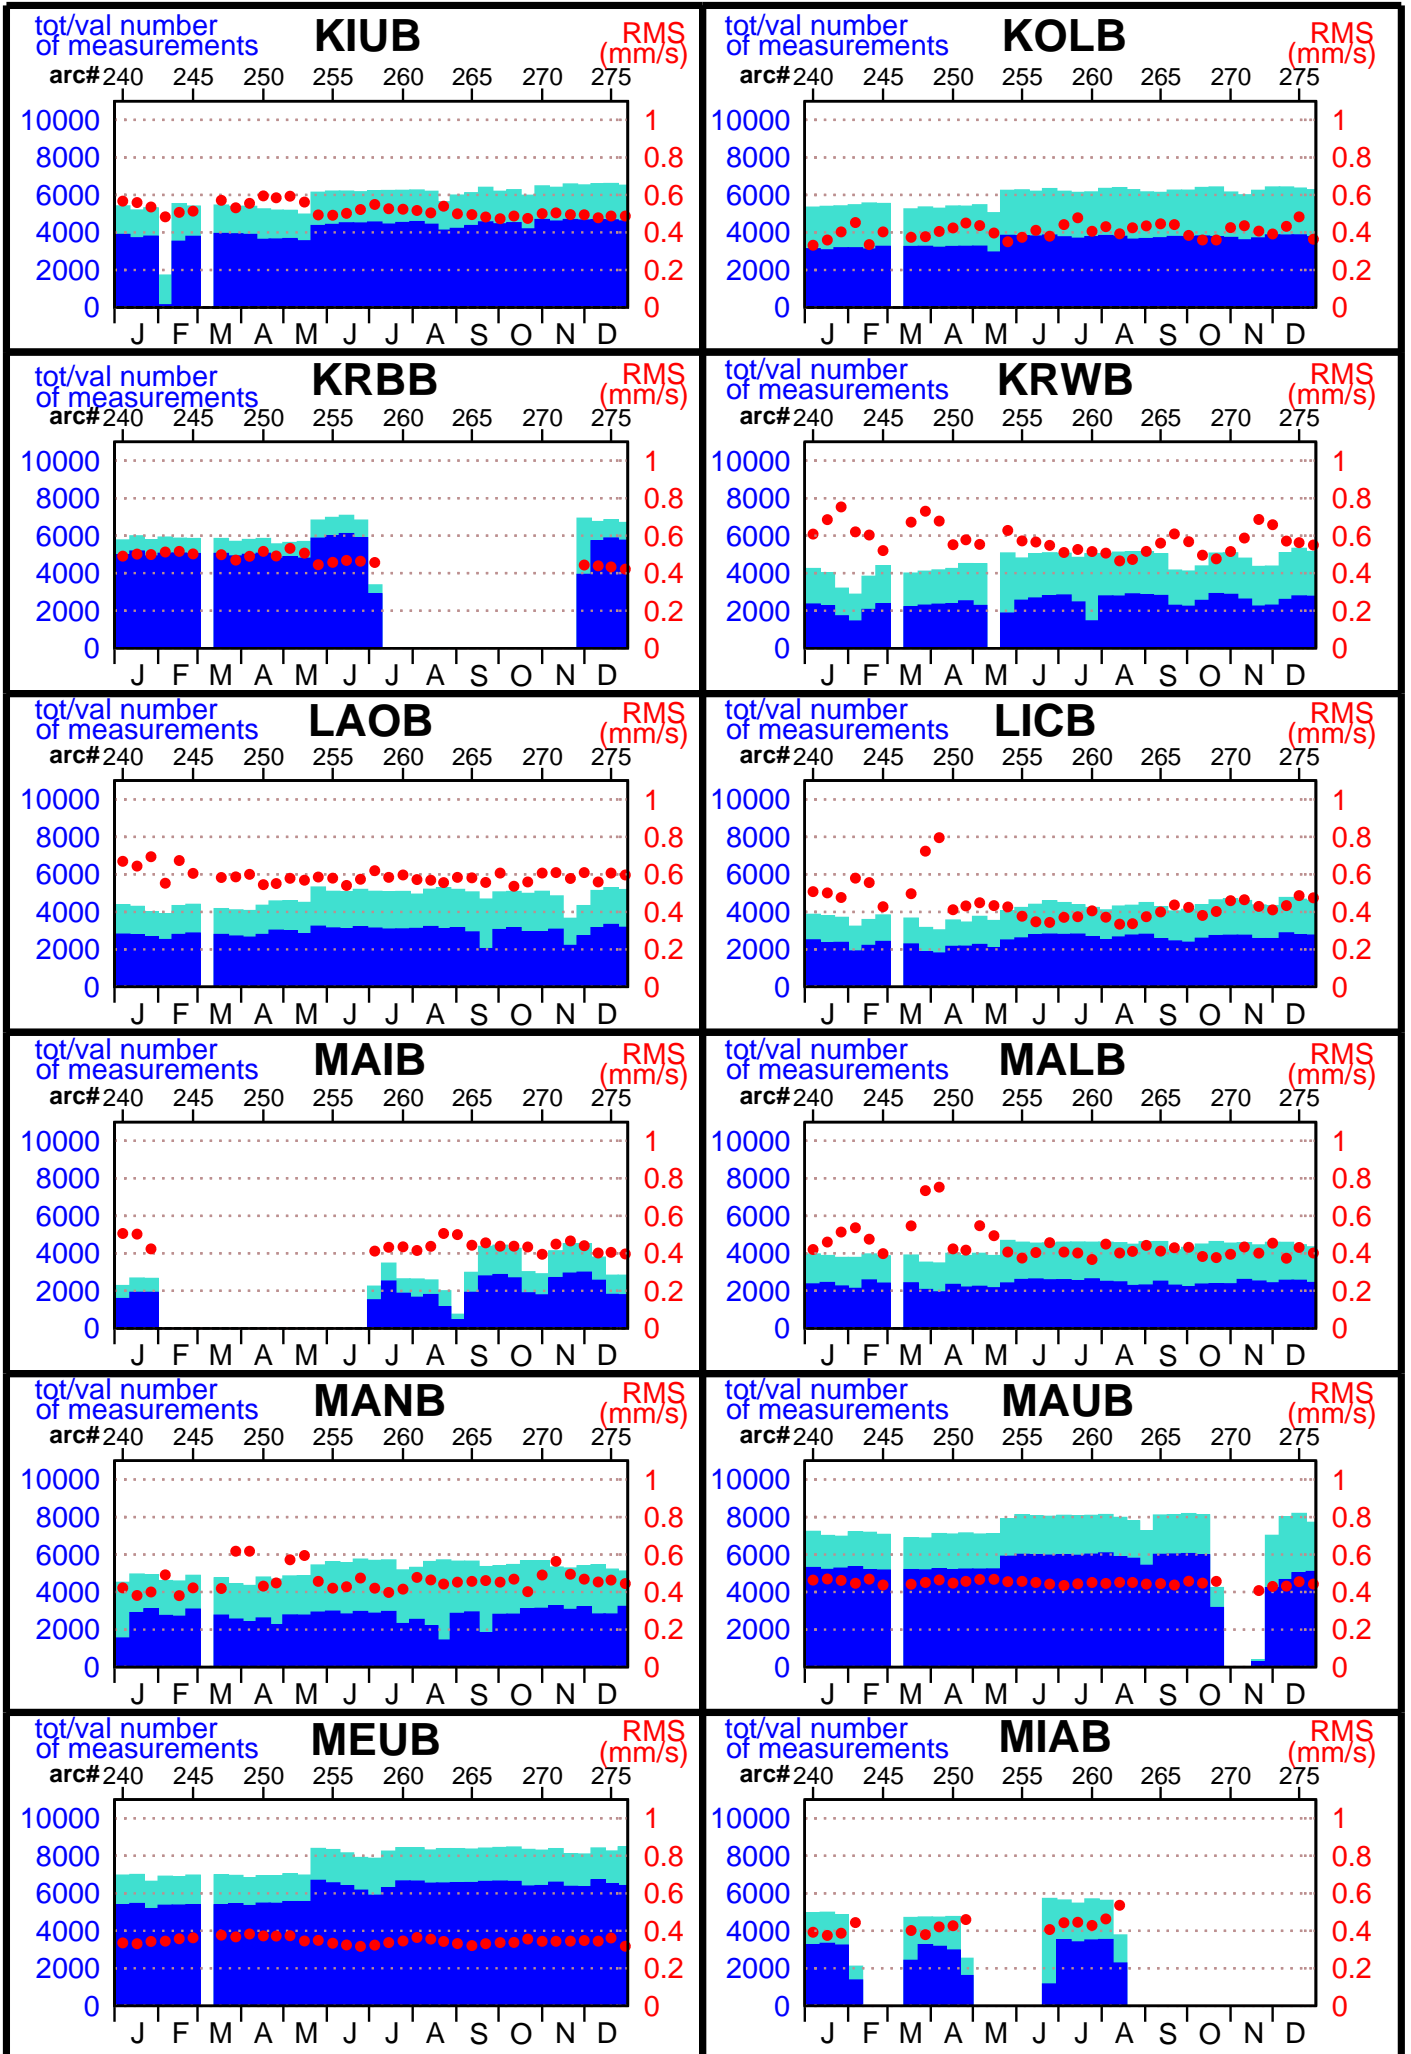 tot/val number
of measurements
KIUB
RMS
(mm/s)
arc# 240 245 250 255 260 265 270 275
10000 1
8000 0.8
6000 0.6
4000 0.4
2000 0.2
0 0
J F M A M J J A S O N D
tot/val number
of measurements
KOLB
RMS
(mm/s)
arc# 240 245 250 255 260 265 270 275
10000 1
8000 0.8
6000 0.6
4000 0.4
2000 0.2
0 0
J F M A M J J A S O N D
tot/val number
of measurements
KRBB
RMS
(mm/s)
arc# 240 245 250 255 260 265 270 275
10000 1
8000 0.8
6000 0.6
4000 0.4
2000 0.2
0 0
J F M A M J J A S O N D
tot/val number
of measurements
KRWB
RMS
(mm/s)
arc# 240 245 250 255 260 265 270 275
10000 1
8000 0.8
6000 0.6
4000 0.4
2000 0.2
0 0
J F M A M J J A S O N D
tot/val number
of measurements
LAOB
RMS
(mm/s)
arc# 240 245 250 255 260 265 270 275
10000 1
8000 0.8
6000 0.6
4000 0.4
2000 0.2
0 0
J F M A M J J A S O N D
tot/val number
of measurements
LICB
RMS
(mm/s)
arc# 240 245 250 255 260 265 270 275
10000 1
8000 0.8
6000 0.6
4000 0.4
2000 0.2
0 0
J F M A M J J A S O N D
tot/val number
of measurements
MAIB
RMS
(mm/s)
arc# 240 245 250 255 260 265 270 275
10000 1
8000 0.8
6000 0.6
4000 0.4
2000 0.2
0 0
J F M A M J J A S O N D
tot/val number
of measurements
MALB
RMS
(mm/s)
arc# 240 245 250 255 260 265 270 275
10000 1
8000 0.8
6000 0.6
4000 0.4
2000 0.2
0 0
J F M A M J J A S O N D
tot/val number
of measurements
MANB
RMS
(mm/s)
arc# 240 245 250 255 260 265 270 275
10000 1
8000 0.8
6000 0.6
4000 0.4
2000 0.2
0 0
J F M A M J J A S O N D
tot/val number
of measurements
MAUB
RMS
(mm/s)
arc# 240 245 250 255 260 265 270 275
10000 1
8000 0.8
6000 0.6
4000 0.4
2000 0.2
0 0
J F M A M J J A S O N D
tot/val number
of measurements
MEUB
RMS
(mm/s)
arc# 240 245 250 255 260 265 270 275
10000 1
8000 0.8
6000 0.6
4000 0.4
2000 0.2
0 0
J F M A M J J A S O N D
tot/val number
of measurements
MIAB
RMS
(mm/s)
arc# 240 245 250 255 260 265 270 275
10000 1
8000 0.8
6000 0.6
4000 0.4
2000 0.2
0 0
J F M A M J J A S O N D